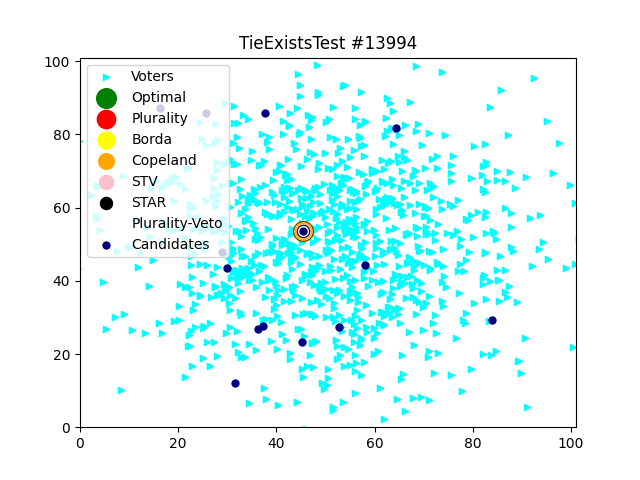 TieExistsTest #13994
100
80
60
40
20
0
0
20
40
60
80
100
Voters
Optimal
Plurality
Borda
Copeland
STV
STAR
Plurality-Veto
Candidates